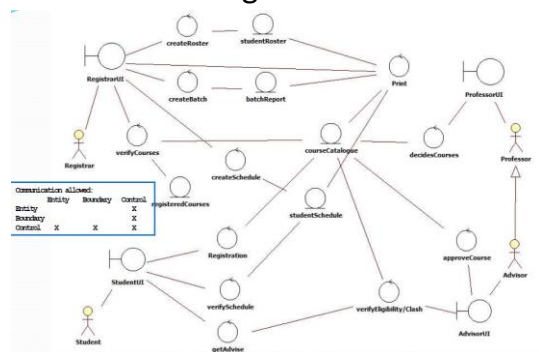 createRoster
studentRoster
RegistrarUI
createBatch
batchReport
Print
ProfessorUI
Registrar
verifyCourses
createSchedule
courseCatalogue
decidesCourses
Professor
Communication allowed:
Entity Boundary Control
Entity X
Boundary X
Control X X X
registeredCourses
studentSchedule
StudentUI
Registration
approveCourse
Advisor
verifySchedule
verifyEligibility/Clash
AdvisorUI
Student
getAdvise